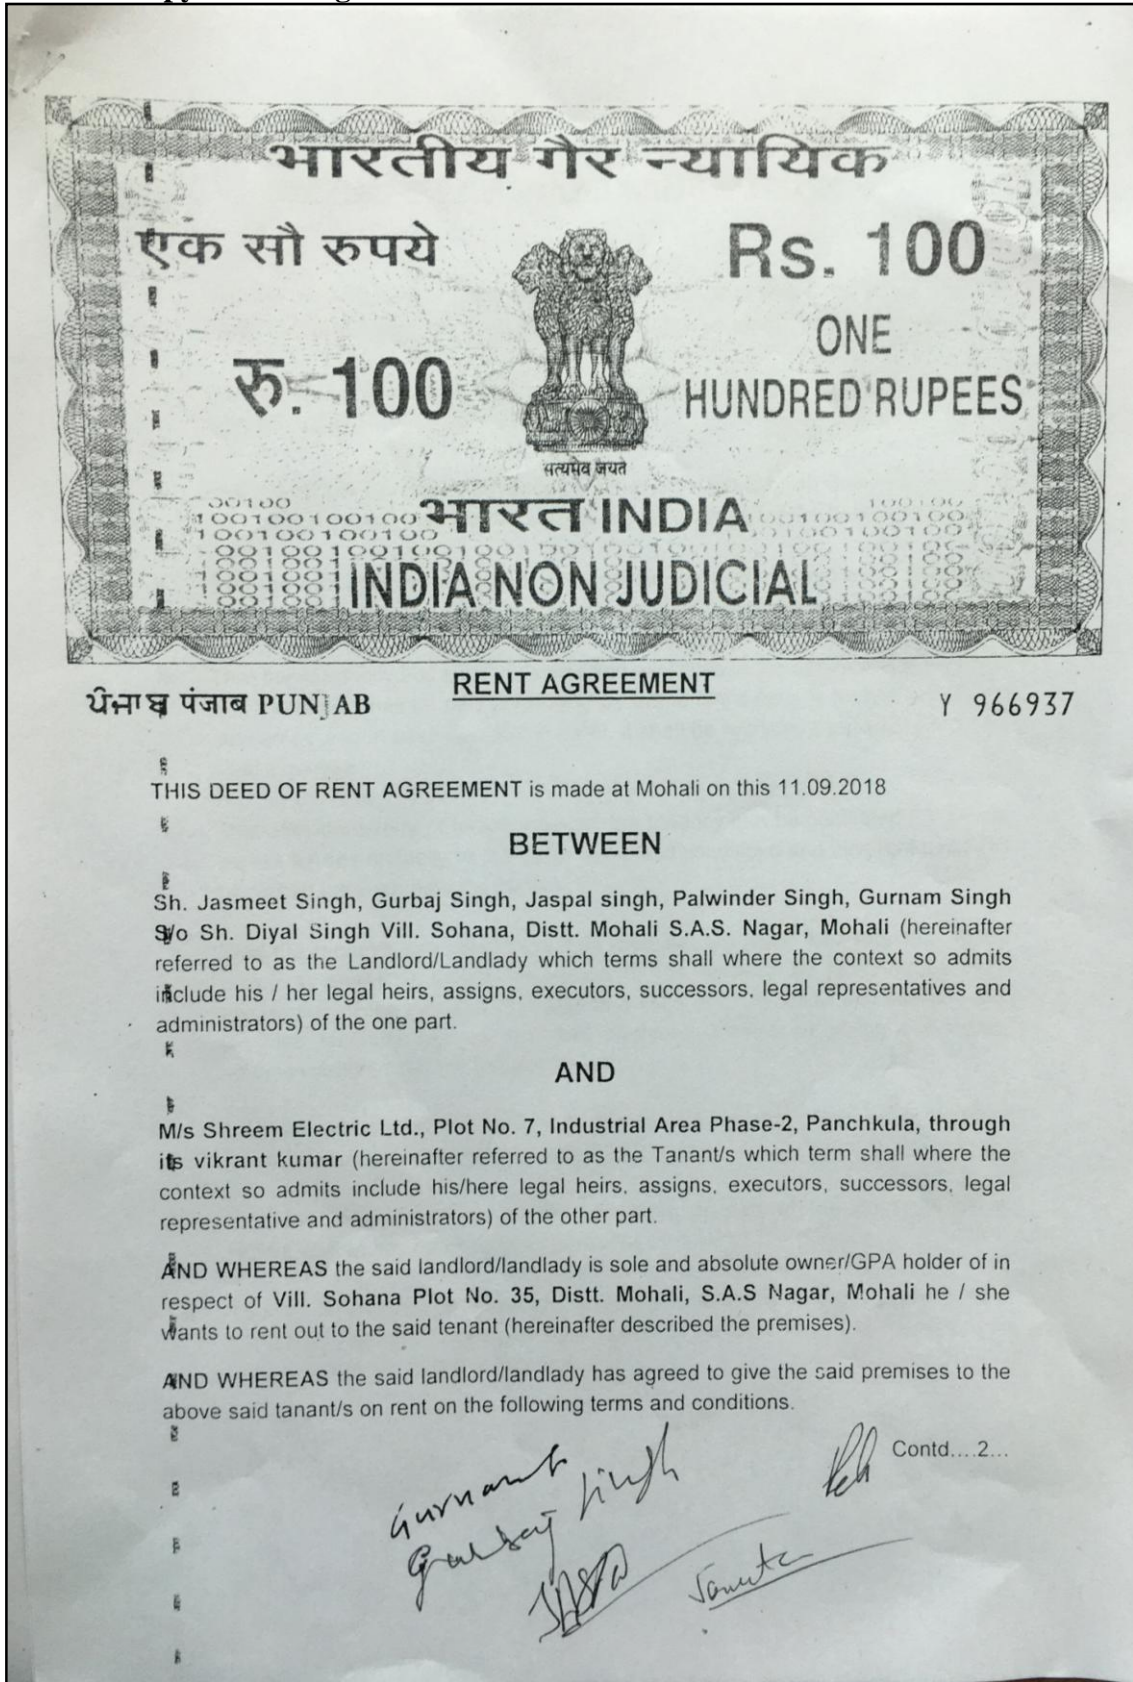 भारतीय गैर न्यायिक
एक सौ रुपये
Rs. 100
रु. 100
ONE
HUNDRED RUPEES
सत्यमेव जयते
भारत INDIA
INDIA NON JUDICIAL
RENT AGREEMENT
ਪੰਜਾਬ पंजाब PUNJAB
Y 966937
THIS DEED OF RENT AGREEMENT is made at Mohali on this 11.09.2018
BETWEEN
Sh. Jasmeet Singh, Gurbaj Singh, Jaspal singh, Palwinder Singh, Gurnam Singh
S/o Sh. Diyal Singh Vill. Sohana, Distt. Mohali S.A.S. Nagar, Mohali (hereinafter
referred to as the Landlord/Landlady which terms shall where the context so admits
include his / her legal heirs, assigns, executors, successors, legal representatives and
administrators) of the one part.
AND
M/s Shreem Electric Ltd., Plot No. 7, Industrial Area Phase-2, Panchkula, through
its vikrant kumar (hereinafter referred to as the Tanant/s which term shall where the
context so admits include his/here legal heirs, assigns, executors, successors, legal
representative and administrators) of the other part.
AND WHEREAS the said landlord/landlady is sole and absolute owner/GPA holder of in
respect of Vill. Sohana Plot No. 35, Distt. Mohali, S.A.S Nagar, Mohali he / she
wants to rent out to the said tenant (hereinafter described the premises).
AND WHEREAS the said landlord/landlady has agreed to give the said premises to the
above said tanant/s on rent on the following terms and conditions.
Contd....2...
Singh